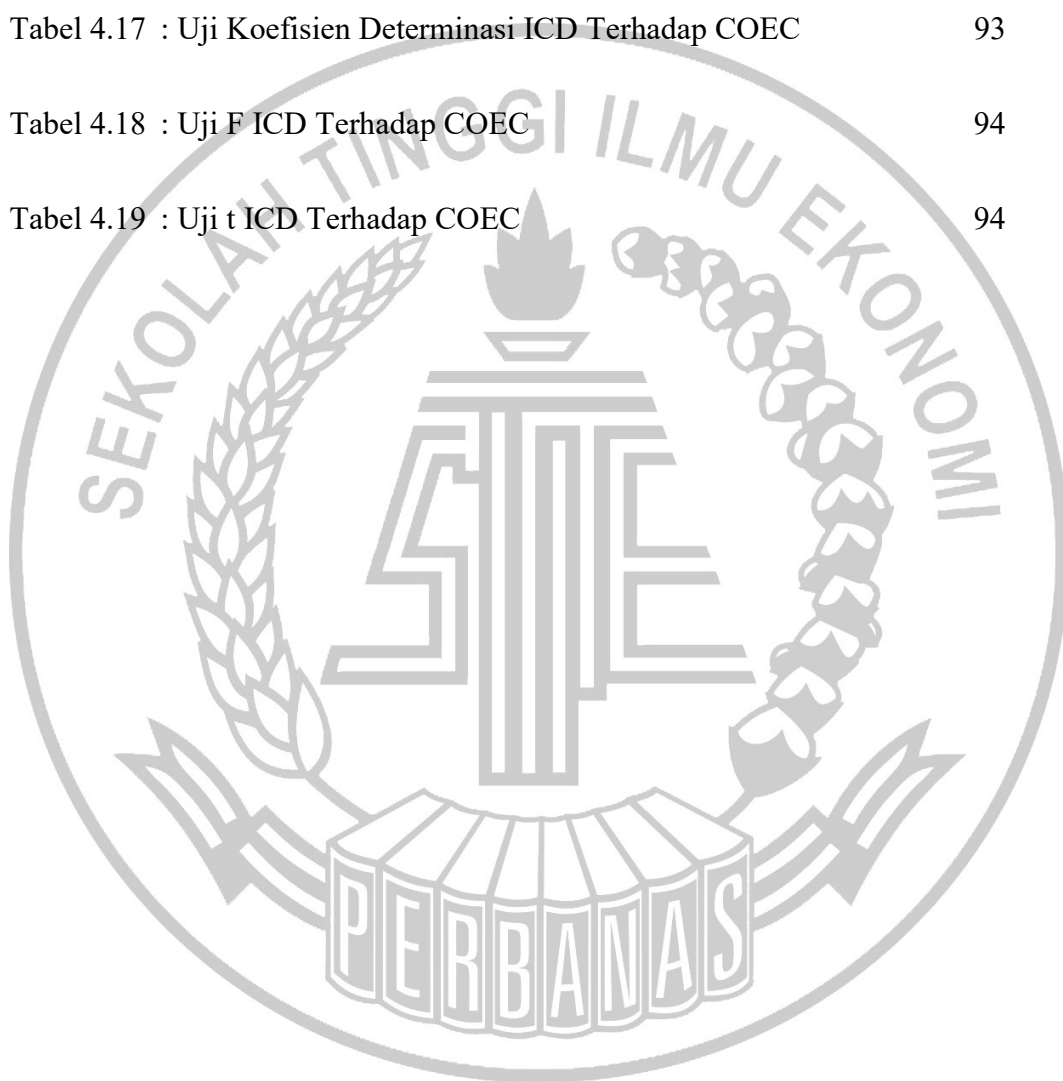 Tabel 4.17 : Uji Koefisien Determinasi ICD Terhadap COEC 93
Tabel 4.18 : Uji F ICD Terhadap COEC 94
Tabel 4.19 : Uji t ICD Terhadap COEC 94
SEKOLAH TINGGI ILMU EKONOMI
STIE
PERBANAS